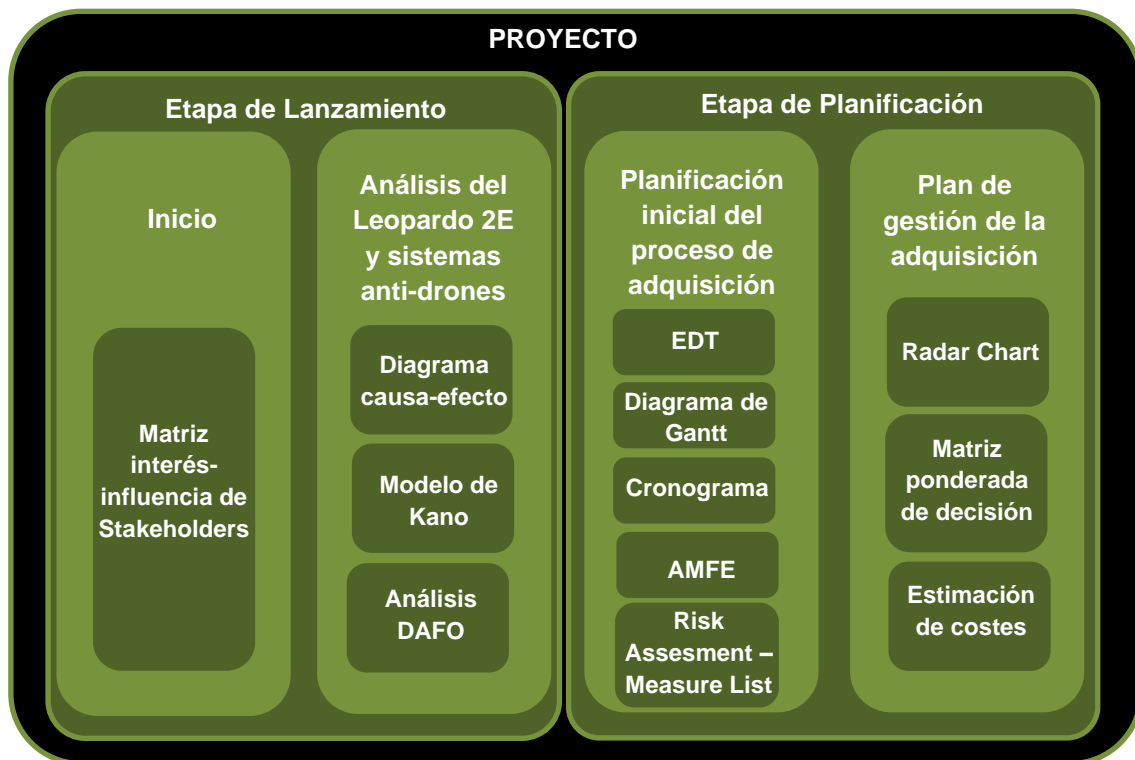 PROYECTO
Etapa de Lanzamiento
Inicio
Matriz
interés-
influencia de
Stakeholders
Análisis del
Leopardo 2E
y sistemas
anti-drones
Diagrama
causa-efecto
Modelo de
Kano
Análisis
DAFO
Etapa de Planificación
Planificación
inicial del
proceso de
adquisición
EDT
Diagrama de
Gantt
Cronograma
AMFE
Risk
Assesment –
Measure List
Plan de
gestión de la
adquisición
Radar Chart
Matriz
ponderada
de decisión
Estimación
de costes